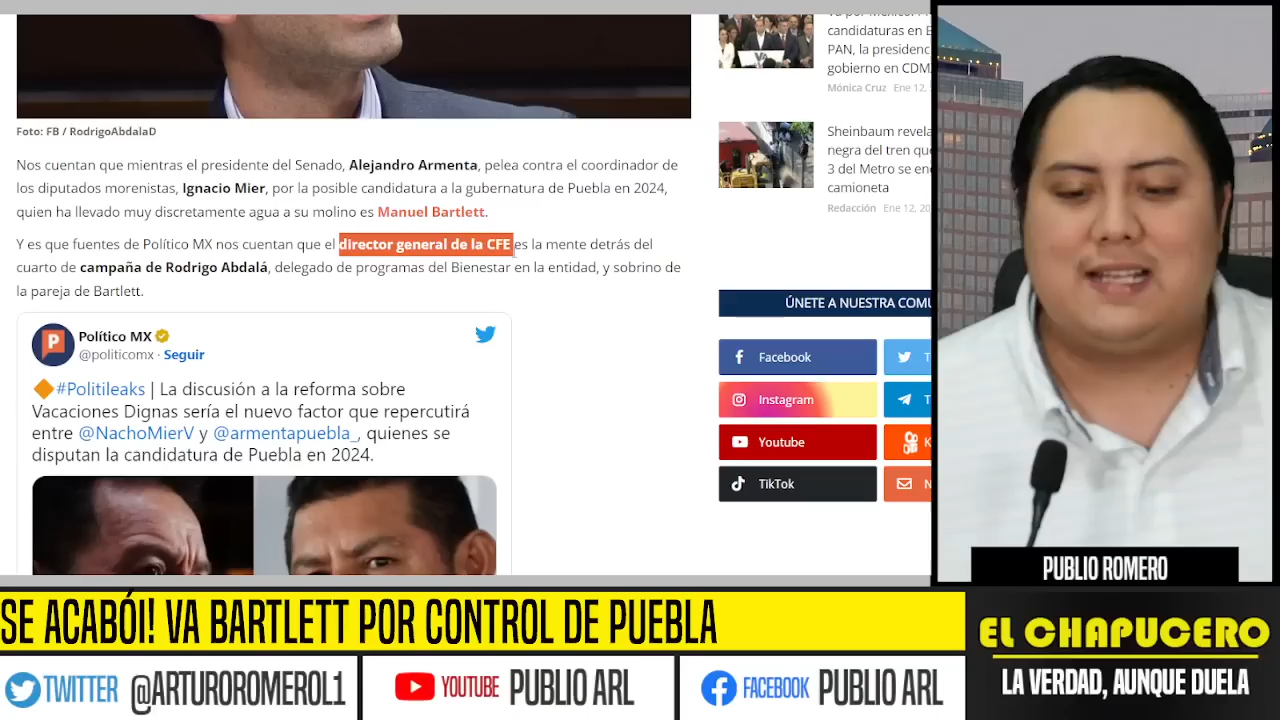 Foto: FB / RodrigoAbdalaD
Nos cuentan que mientras el presidente del Senado, Alejandro Armenta, pelea contra el coordinador de
los diputados morenistas, Ignacio Mier, por la posible candidatura a la gubernatura de Puebla en 2024,
quien ha llevado muy discretamente agua a su molino es Manuel Bartlett.
Y es que fuentes de Político MX nos cuentan que el director general de la CFE es la mente detrás del
cuarto de campaña de Rodrigo Abdalá, delegado de programas del Bienestar en la entidad, y sobrino de
la pareja de Bartlett.
Político MX
@politicomx · Seguir
#Politileaks | La discusión a la reforma sobre
Vacaciones Dignas sería el nuevo factor que repercutirá
entre @NachoMierV y @armentapuebla_, quienes se
disputan la candidatura de Puebla en 2024.
candidaturas en E
PAN, la presidenc
gobierno en CDM
Mónica Cruz Ene 12,
Sheinbaum revela
negra del tren qu
3 del Metro se en
camioneta
Redacción Ene 12, 20
ÚNETE A NUESTRA COMU
Facebook
T
Instagram
T
Youtube
K
TikTok
N
PUBLIO ROMERO
SE ACABÓI! VA BARTLETT POR CONTROL DE PUEBLA
EL CHAPUCERO
LA VERDAD, AUNQUE DUELA
TWITTER @ARTUROROMEROL1
YOUTUBE PUBLIO ARL
FACEBOOK PUBLIO ARL